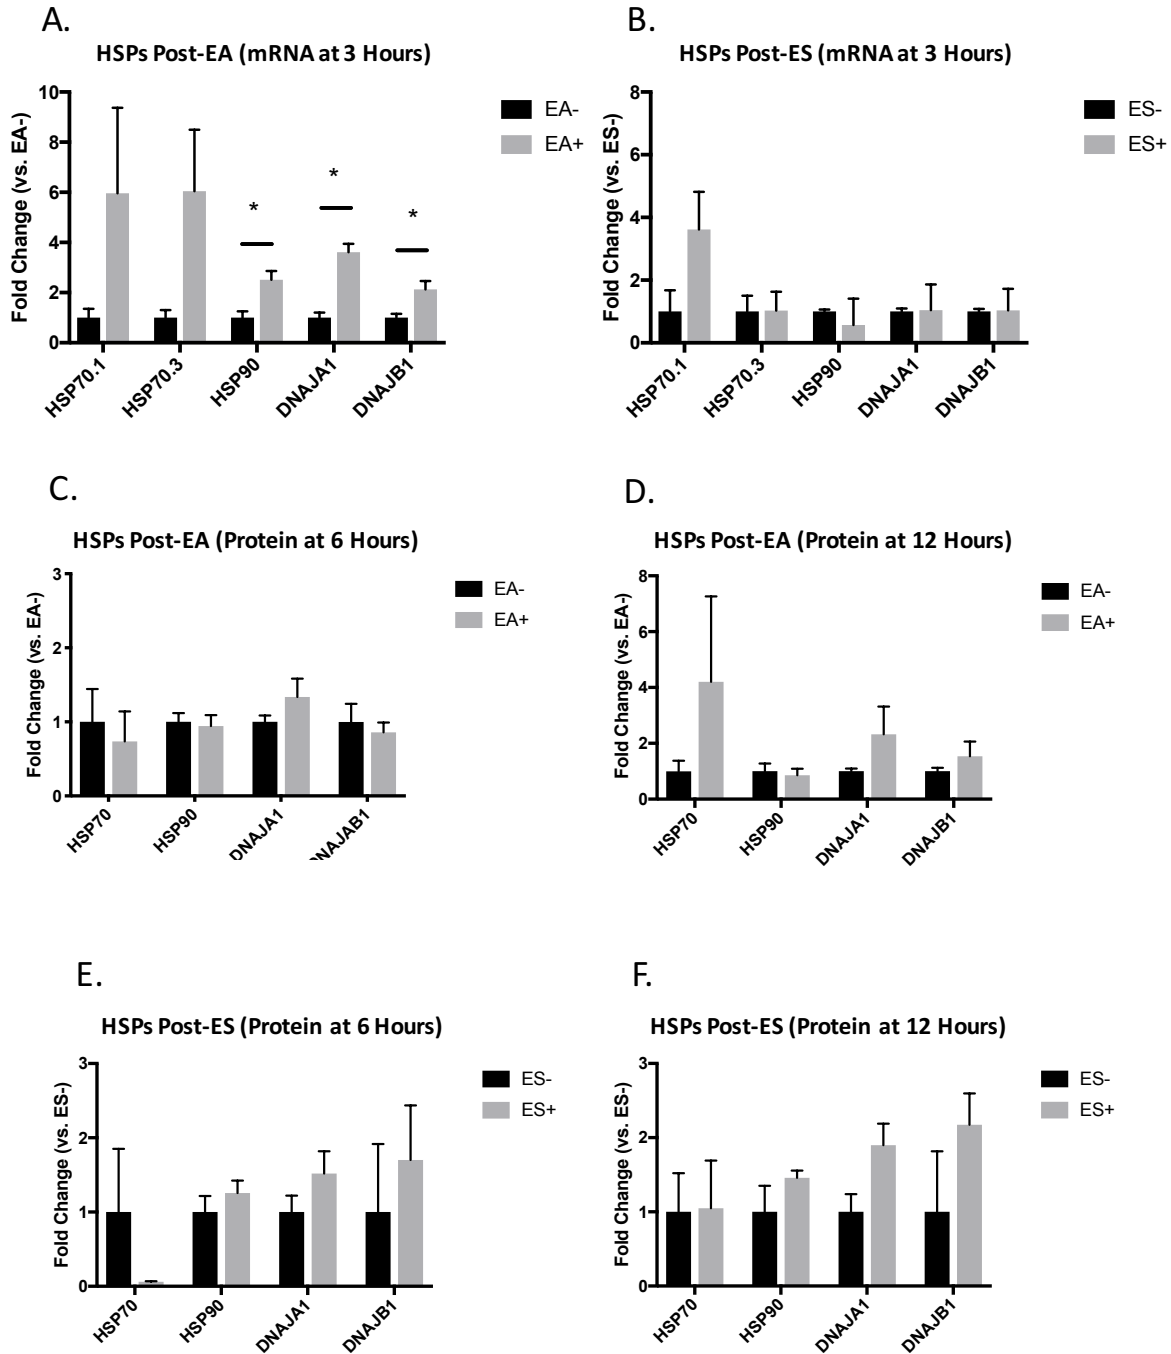 A.
HSPs Post-EA (mRNA at 3 Hours)
Fold Change (vs. EA-)
10
8
6
4
2
0
*
*
*
HSP70.1
HSP70.3
HSP90
DNAJA1
DNAJB1
EA-
EA+
B.
HSPs Post-ES (mRNA at 3 Hours)
Fold Change (vs. ES-)
8
6
4
2
0
HSP70.1
HSP70.3
HSP90
DNAJA1
DNAJB1
ES-
ES+
C.
HSPs Post-EA (Protein at 6 Hours)
Fold Change (vs. EA-)
3
2
1
0
HSP70
HSP90
DNAJA1
DNAJAB1
EA-
EA+
D.
HSPs Post-EA (Protein at 12 Hours)
Fold Change (vs. EA-)
8
6
4
2
0
HSP70
HSP90
DNAJA1
DNAJB1
EA-
EA+
E.
HSPs Post-ES (Protein at 6 Hours)
Fold Change (vs. ES-)
3
2
1
0
HSP70
HSP90
DNAJA1
DNAJB1
ES-
ES+
F.
HSPs Post-ES (Protein at 12 Hours)
Fold Change (vs. ES-)
3
2
1
0
HSP70
HSP90
DNAJA1
DNAJB1
ES-
ES+